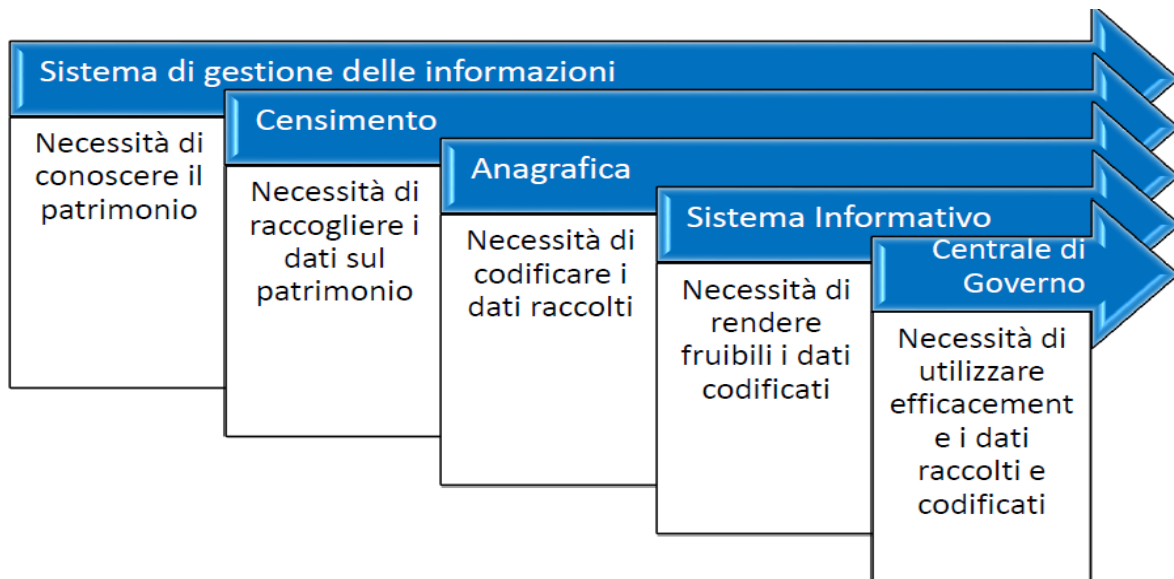 Sistema di gestione delle informazioni
Necessità di
conoscere il
patrimonio
Censimento
Necessità di
raccogliere i
dati sul
patrimonio
Anagrafica
Necessità di
codificare i
dati raccolti
Sistema Informativo
Necessità di
rendere
fruibili i dati
codificati
Centrale di
Governo
Necessità di
utilizzare
efficacement
e i dati
raccolti e
codificati